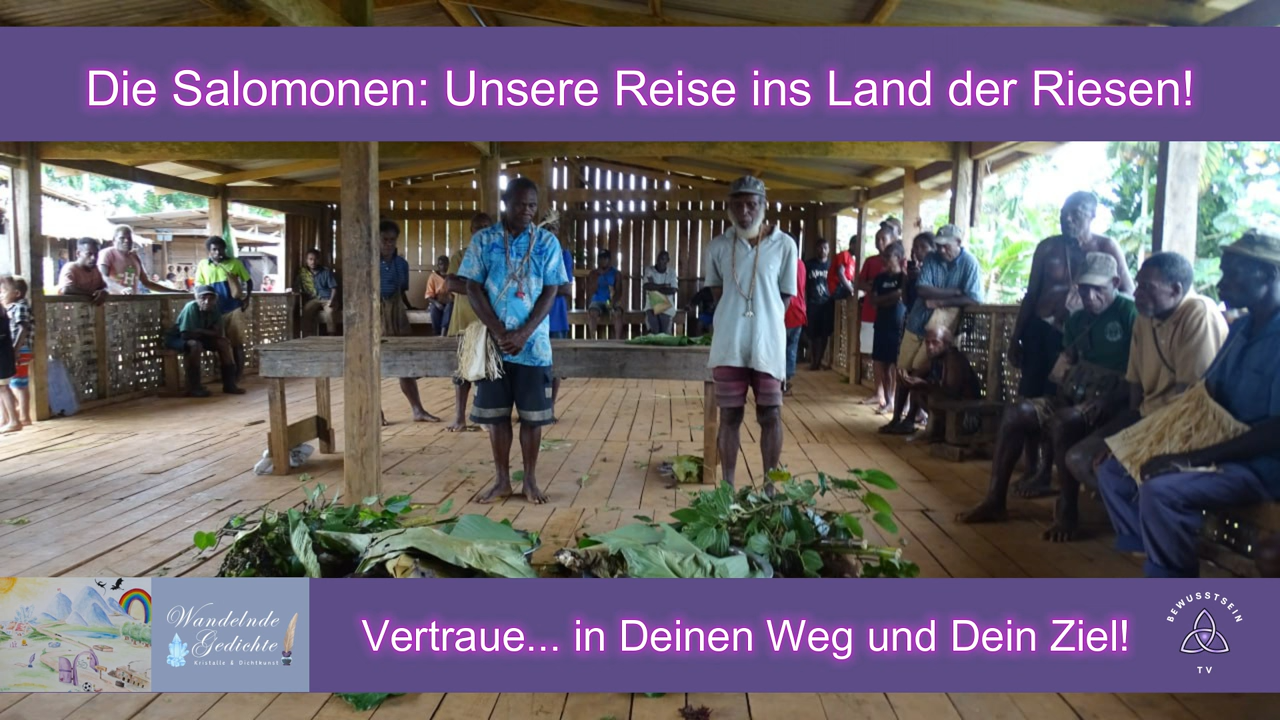 Die Salomonen: Unsere Reise ins Land der Riesen!
Wandelnde
Gedichte
Kristalle & Dichtkunst
Vertraue... in Deinen Weg und Dein Ziel!
BEWUSSTSEIN
TV